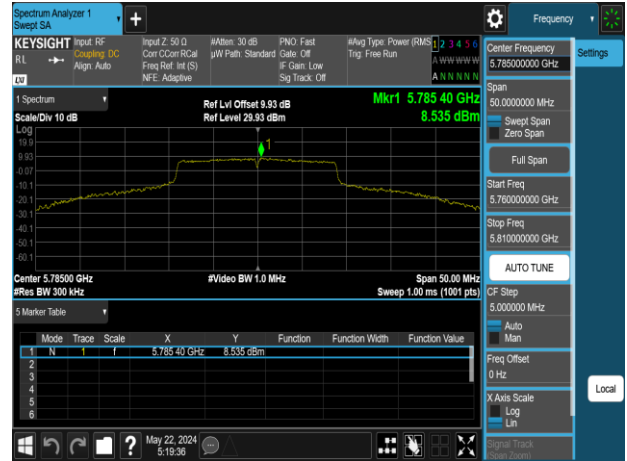 Spectrum Analyzer 1
Swept SA
+
Frequency
KEYSIGHT
RL
LXI
Input: RF
Coupling: DC
Align: Auto
Input Z: 50 Ω
Corr CCorr RCal
Freq Ref: Int (S)
NFE: Adaptive
#Atten: 30 dB
µW Path: Standard
PNO: Fast
Gate: Off
IF Gain: Low
Sig Track: Off
#Avg Type: Power (RMS
Trig: Free Run
1 2 3 4 5 6
A W W W W W
A N N N N N
1 Spectrum
Scale/Div 10 dB
Ref Lvl Offset 9.93 dB
Ref Level 29.93 dBm
Mkr1 5.785 40 GHz
8.535 dBm
Log
19.9
9.93
-0.07
-10.1
-20.1
-30.1
-40.1
-50.1
-60.1
1
Center 5.78500 GHz
#Video BW 1.0 MHz
Span 50.00 MHz
#Res BW 300 kHz
Sweep 1.00 ms (1001 pts)
5 Marker Table
Mode Trace Scale X Y Function Function Width Function Value
1 N 1 f 5.785 40 GHz 8.535 dBm
2
3
4
5
6
?
May 22, 2024
5:19:36
Center Frequency
5.785000000 GHz
Settings
Span
50.0000000 MHz
Swept Span
Zero Span
Full Span
Start Freq
5.760000000 GHz
Stop Freq
5.810000000 GHz
AUTO TUNE
CF Step
5.000000 MHz
Auto
Man
Freq Offset
0 Hz
X Axis Scale
Log
Lin
Local
Signal Track
(Span Zoom)